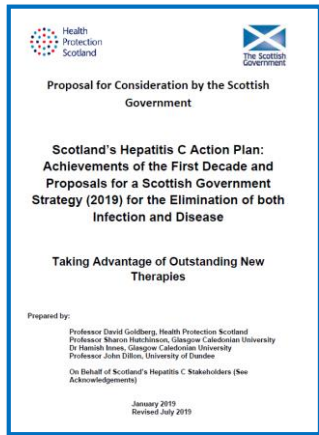 Health
Protection
Scotland
The Scottish
Government
Proposal for Consideration by the Scottish
Government
Scotland's Hepatitis C Action Plan:
Achievements of the First Decade and
Proposals for a Scottish Government
Strategy (2019) for the Elimination of both
Infection and Disease
Taking Advantage of Outstanding New
Therapies
Prepared by:
Professor David Goldberg, Health Protection Scotland
Professor Sharon Hutchinson, Glasgow Caledonian University
Dr Hamish Innes, Glasgow Caledonian University
Professor John Dillon, University of Dundee
On Behalf of Scotland's Hepatitis C Stakeholders (See
Acknowledgements)
January 2019
Revised July 2019